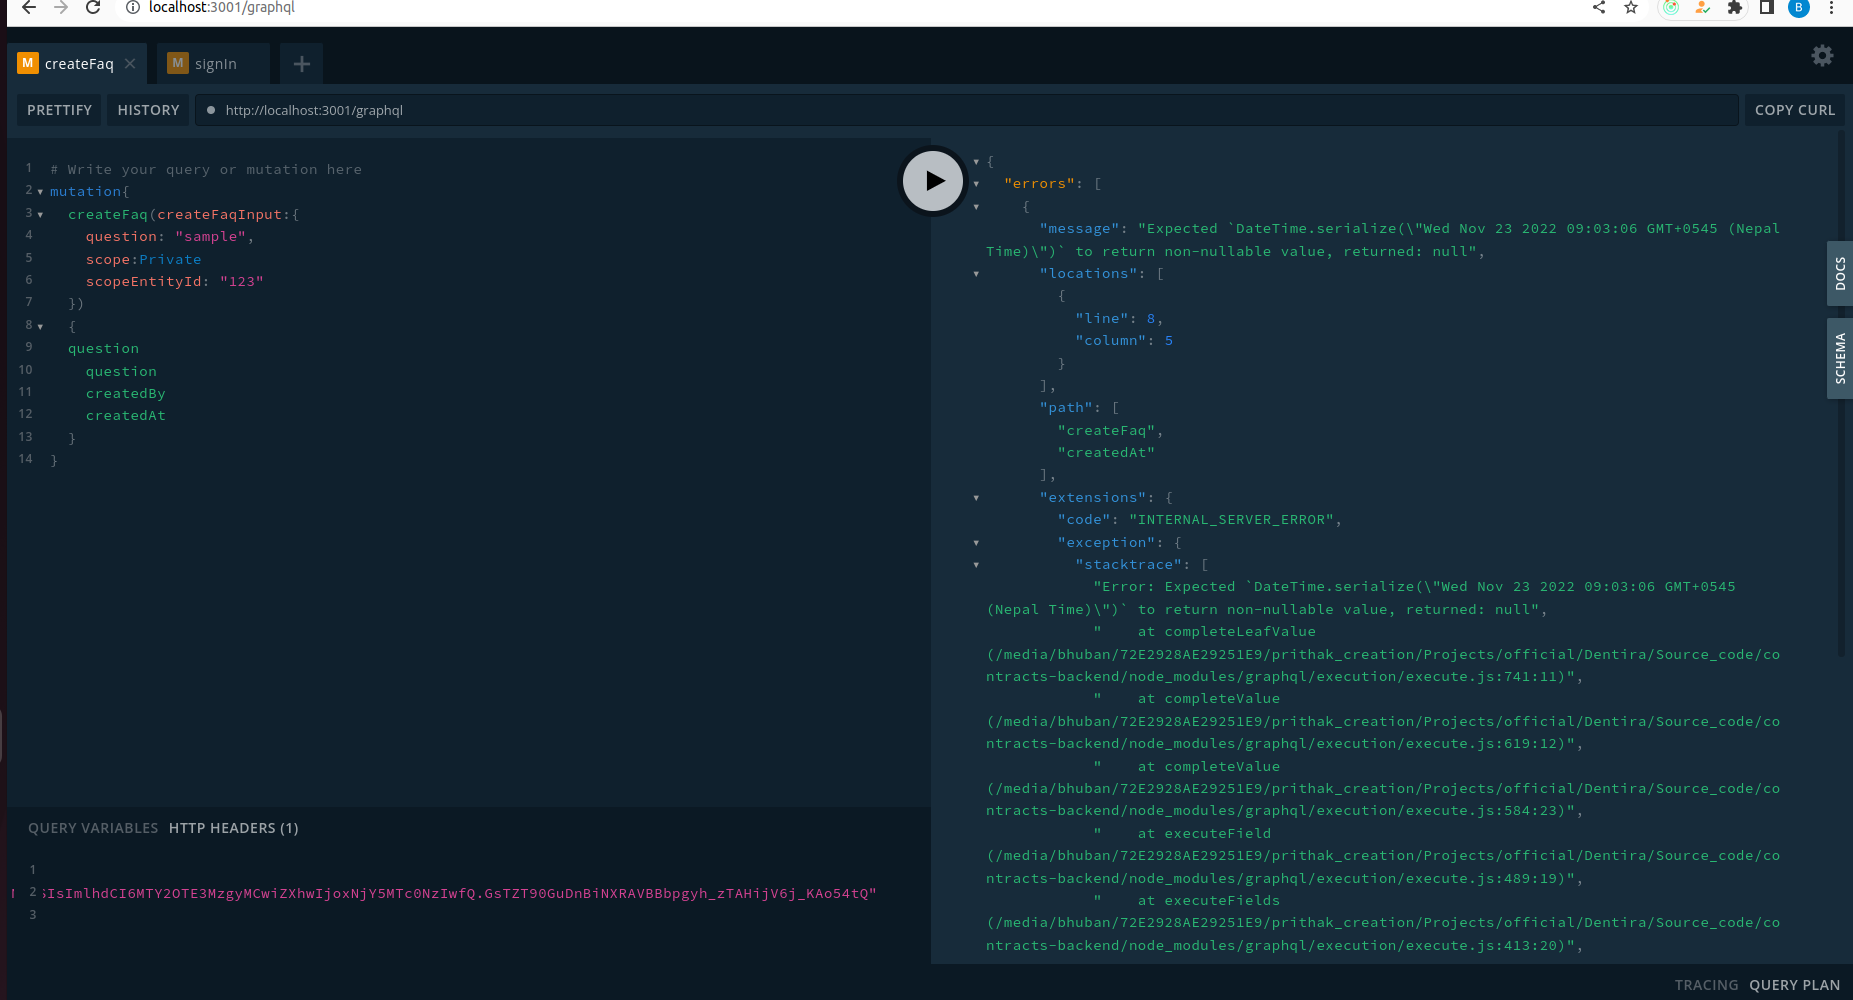 localhost:3001/graphql
B
M createFaq
M signIn
PRETTIFY HISTORY http://localhost:3001/graphql COPY CURL
1 # Write your query or mutation here
2 mutation{
3 createFaq(createFaqInput:{
4 question: "sample",
5 scope:Private
6 scopeEntityId: "123"
7 })
8 {
9 question
10 question
11 createdBy
12 createdAt
13 }
14 }
{
"errors": [
{
"message": "Expected `DateTime.serialize(\"Wed Nov 23 2022 09:03:06 GMT+0545 (Nepal
Time)\")` to return non-nullable value, returned: null",
"locations": [
{
"line": 8,
"column": 5
}
],
"path": [
"createFaq",
"createdAt"
],
"extensions": {
"code": "INTERNAL_SERVER_ERROR",
"exception": {
"stacktrace": [
"Error: Expected `DateTime.serialize(\"Wed Nov 23 2022 09:03:06 GMT+0545
(Nepal Time)\")` to return non-nullable value, returned: null",
"    at completeLeafValue
(/media/bhuban/72E2928AE29251E9/prithak_creation/Projects/official/Dentira/Source_code/co
ntracts-backend/node_modules/graphql/execution/execute.js:741:11)",
"    at completeValue
(/media/bhuban/72E2928AE29251E9/prithak_creation/Projects/official/Dentira/Source_code/co
ntracts-backend/node_modules/graphql/execution/execute.js:619:12)",
"    at completeValue
(/media/bhuban/72E2928AE29251E9/prithak_creation/Projects/official/Dentira/Source_code/co
ntracts-backend/node_modules/graphql/execution/execute.js:584:23)",
"    at executeField
(/media/bhuban/72E2928AE29251E9/prithak_creation/Projects/official/Dentira/Source_code/co
ntracts-backend/node_modules/graphql/execution/execute.js:489:19)",
"    at executeFields
(/media/bhuban/72E2928AE29251E9/prithak_creation/Projects/official/Dentira/Source_code/co
ntracts-backend/node_modules/graphql/execution/execute.js:413:20)",
DOCS
SCHEMA
QUERY VARIABLES HTTP HEADERS (1)
1
2 IsImlhdCI6MTY2OTE3MzgyMCwiZXhwIjoxNjY5MTc0NzIwfQ.GsTZT90GuDnBiNXRAVBBbpgyh_zTAHijV6j_KAo54tQ"
3
TRACING QUERY PLAN